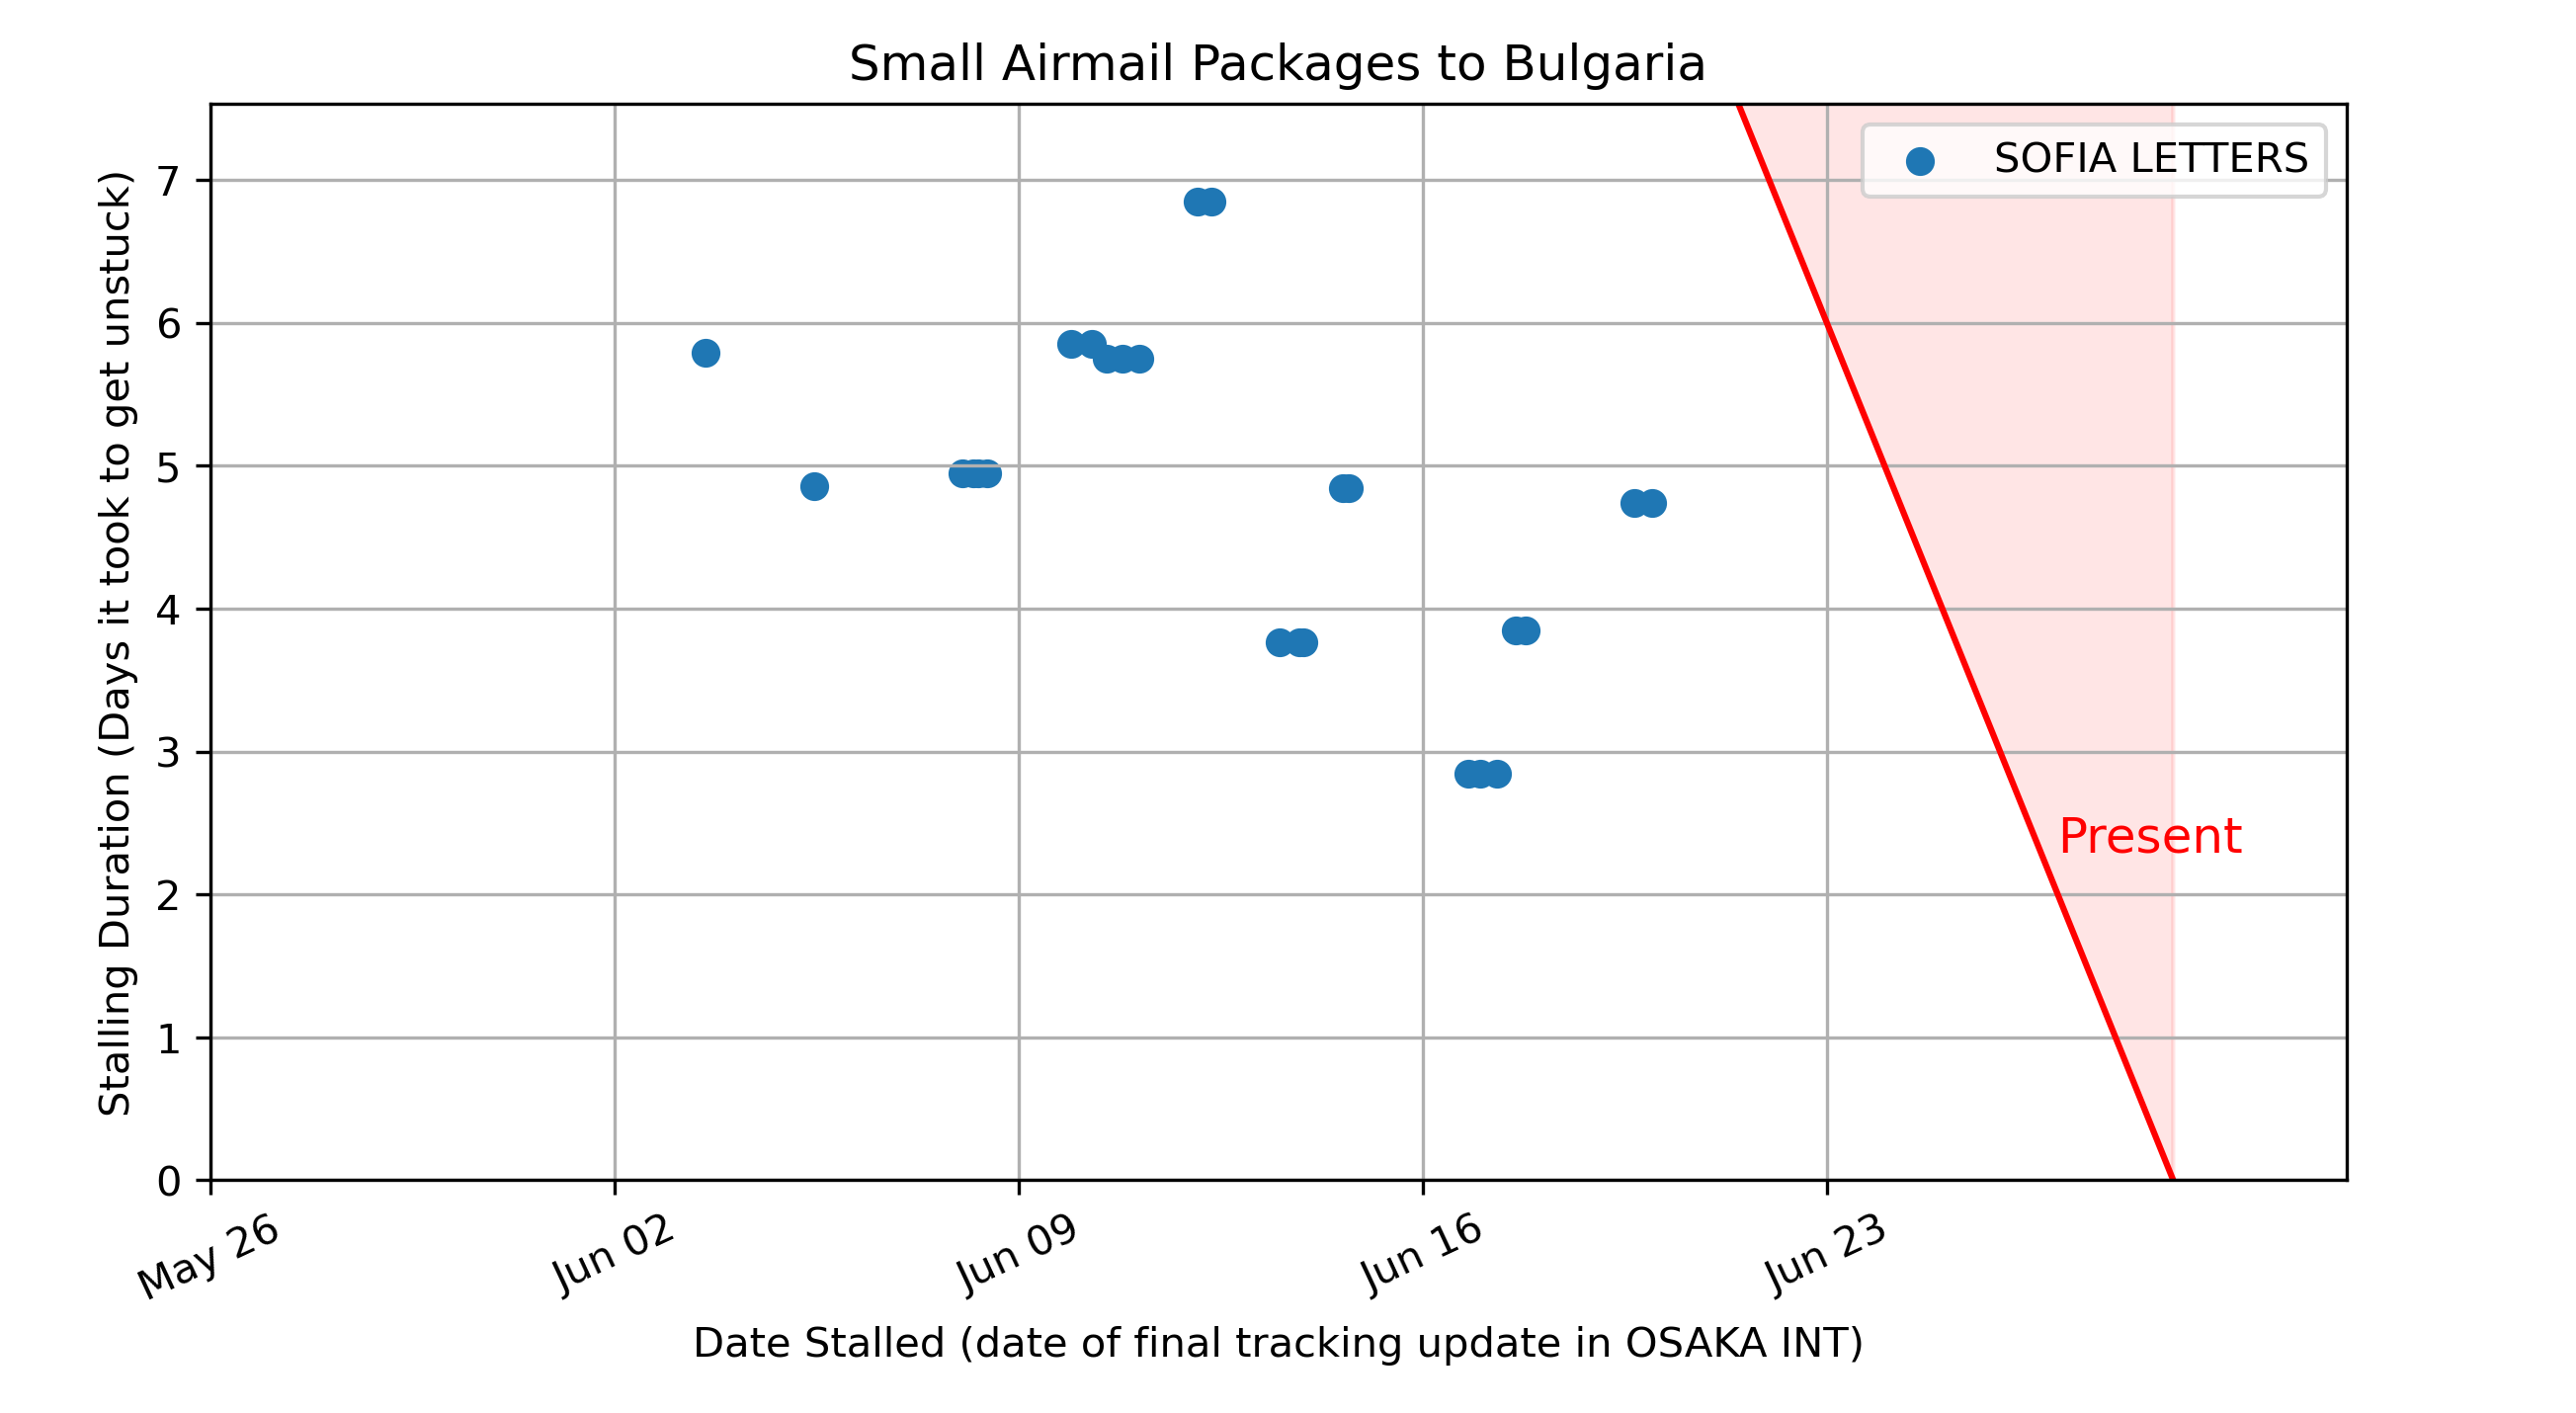 Small Airmail Packages to Bulgaria
SOFIA LETTERS
Stalling Duration (Days it took to get unstuck)
7
6
5
4
3
2
1
0
Present
May 26
Jun 02
Jun 09
Jun 16
Jun 23
Date Stalled (date of final tracking update in OSAKA INT)